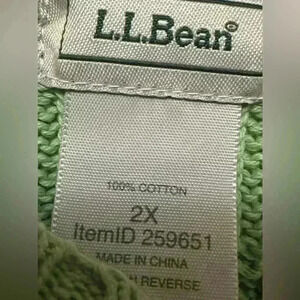 L.L.Bean®
100% COTTON
2X
ItemID 259651
MADE IN CHINA
REVERSE